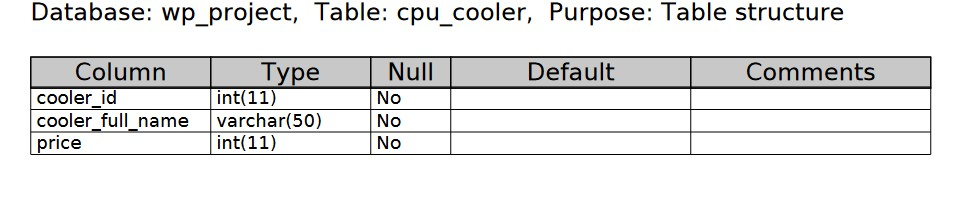 Database: wp_project, Table: cpu_cooler, Purpose: Table structure
Column Type Null Default Comments
cooler_id int(11) No
cooler_full_name varchar(50) No
price int(11) No